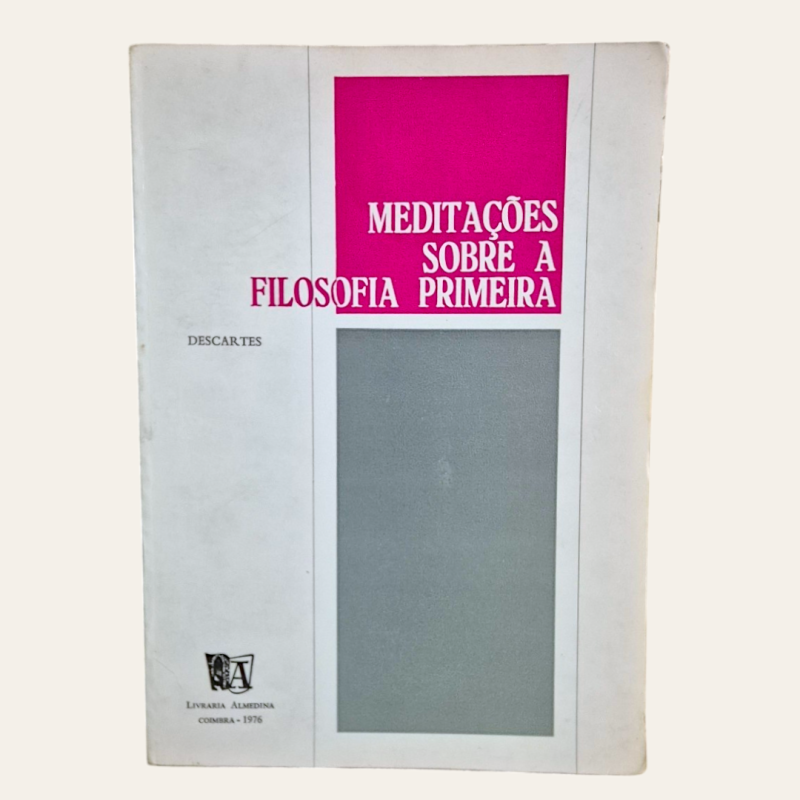 MEDITAÇÕES
SOBRE A
FILOSOFIA PRIMEIRA
DESCARTES
A
LIVRARIA ALMEDINA
COIMBRA - 1976